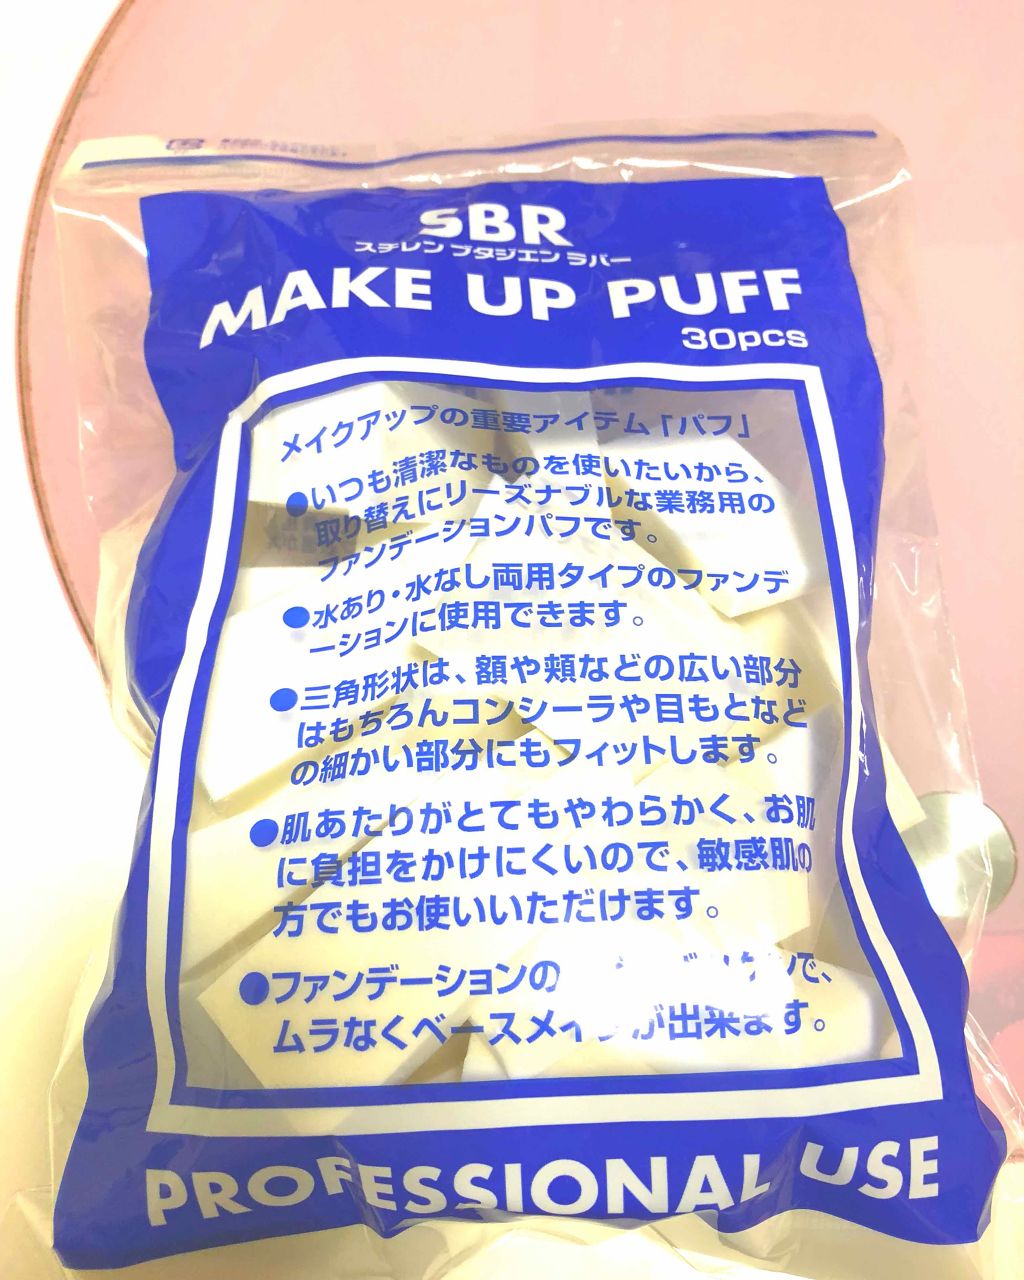 SBR
スチレン ブタジエン ラバー
MAKE UP PUFF
30pcs
メイクアップの重要アイテム「パフ」
●いつも清潔なものを使いたいから、
取り替えにリーズナブルな業務用の
ファンデーションパフです。
●水あり・水なし両用タイプのファンデ
ーションに使用できます。
●三角形状は、額や頬などの広い部分
はもちろんコンシーラや目もとなど
の細かい部分にもフィットします。
●肌あたりがとてもやわらかく、お肌
に負担をかけにくいので、敏感肌の
方でもお使いいただけます。
●ファンデーションの で、
ムラなくベースメイクが出来ます。
PROFESSIONAL USE